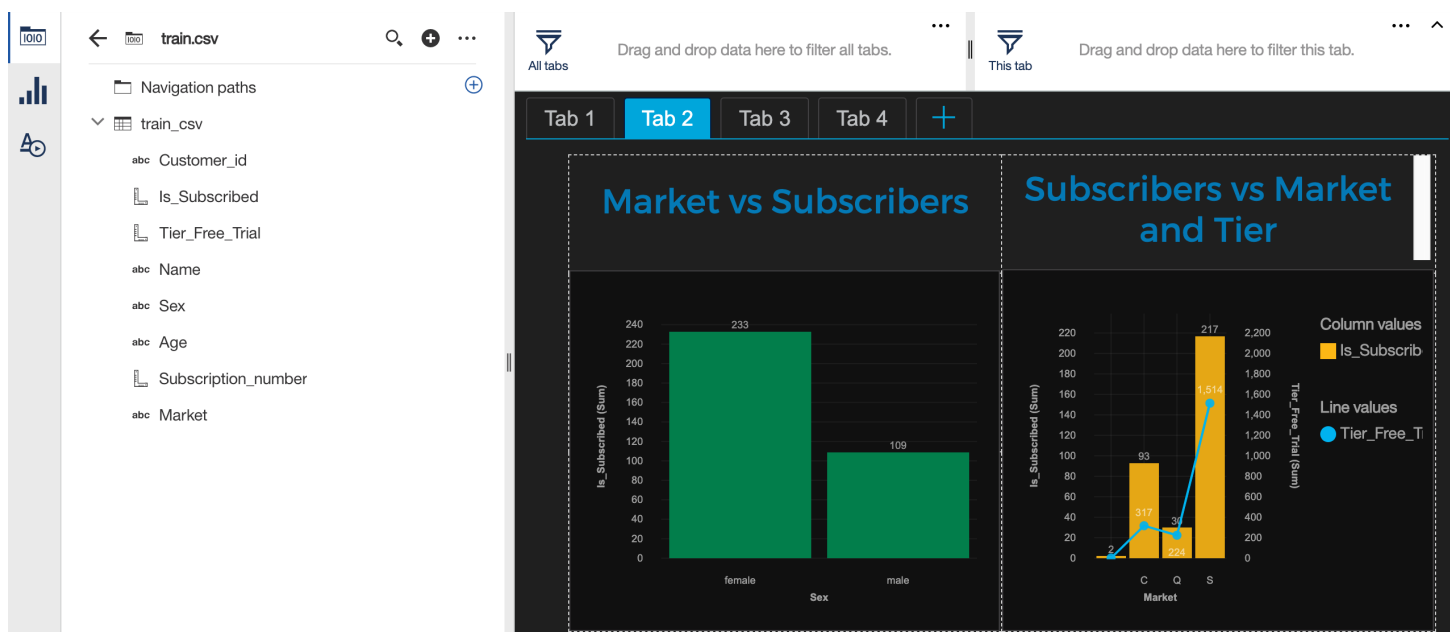 train.csv
Navigation paths
train_csv
abc Customer_id
Is_Subscribed
Tier_Free_Trial
abc Name
abc Sex
abc Age
Subscription_number
abc Market
All tabs
Drag and drop data here to filter all tabs.
This tab
Drag and drop data here to filter this tab.
Tab 1
Tab 2
Tab 3
Tab 4
Market vs Subscribers
Is_Subscribed (Sum)
240
220
200
180
160
140
120
100
80
60
40
20
0
233
109
female
male
Sex
Subscribers vs Market
and Tier
Is_Subscribed (Sum)
220
200
180
160
140
120
100
80
60
40
20
0
2
93
317
30
224
217
1,514
C
Q
S
Market
2,200
2,000
1,800
1,600
1,400
1,200
1,000
800
600
400
200
0
Tier_Free_Trial (Sum)
Column values
Is_Subscrib
Line values
Tier_Free_T